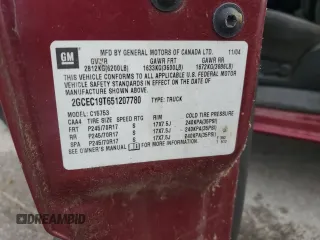 GM
MFD BY GENERAL MOTORS OF CANADA LTD. 11/04
GVWR GAWR FRT GAWR RR
2812KG(6200LB) 1633KG(3600LB) 1672KG(3686LB)
THIS VEHICLE CONFORMS TO ALL APPLICABLE
U.S. FEDERAL MOTOR VEHICLE SAFETY
STANDARDS IN EFFECT ON THE DATE OF
MANUFACTURE SHOWN ABOVE.
2GCEC19T651207780 TYPE: TRUCK
MODEL: C15753
CAA4 TIRE SIZE SPEED RTG RIM COLD TIRE PRESSURE
FRT P245/70R17 S 17X7.5J 240KPA(35PSI)
RR P245/70R17 S 17X7.5J 240KPA(35PSI)
SPA P245/70R17 S 17X7.5J 240KPA(35PSI)
SEE OWNER'S MANUAL FOR MORE INFORMATION
AMERICAN AND WORLDWIDE